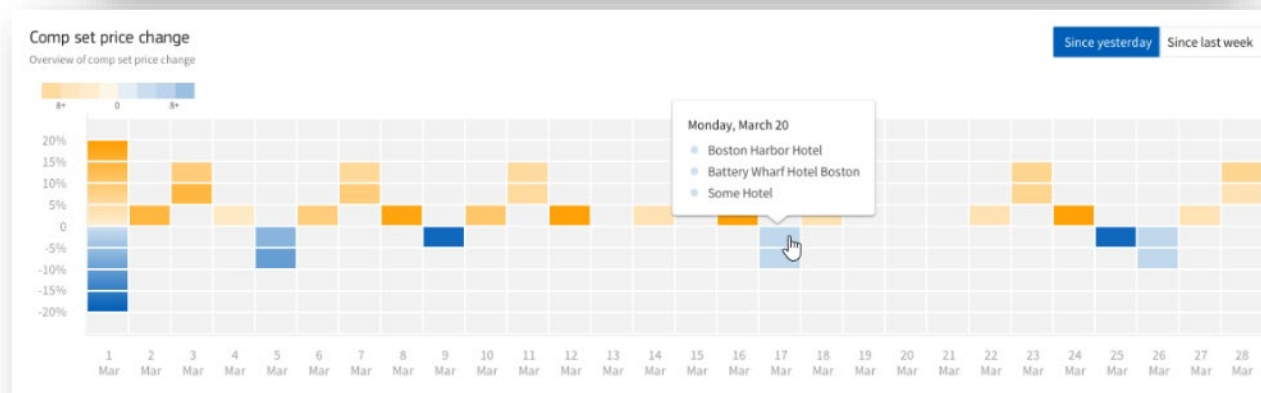 Comp set price change
Since yesterday
Since last week
Overview of comp set price change
8+ 0 8+
Monday, March 20
Boston Harbor Hotel
Battery Wharf Hotel Boston
Some Hotel
20%
15%
10%
5%
0
-5%
-10%
-15%
-20%
1 2 3 4 5 6 7 8 9 10 11 12 13 14 15 16 17 18 19 20 21 22 23 24 25 26 27 28
Mar Mar Mar Mar Mar Mar Mar Mar Mar Mar Mar Mar Mar Mar Mar Mar Mar Mar Mar Mar Mar Mar Mar Mar Mar Mar Mar Mar